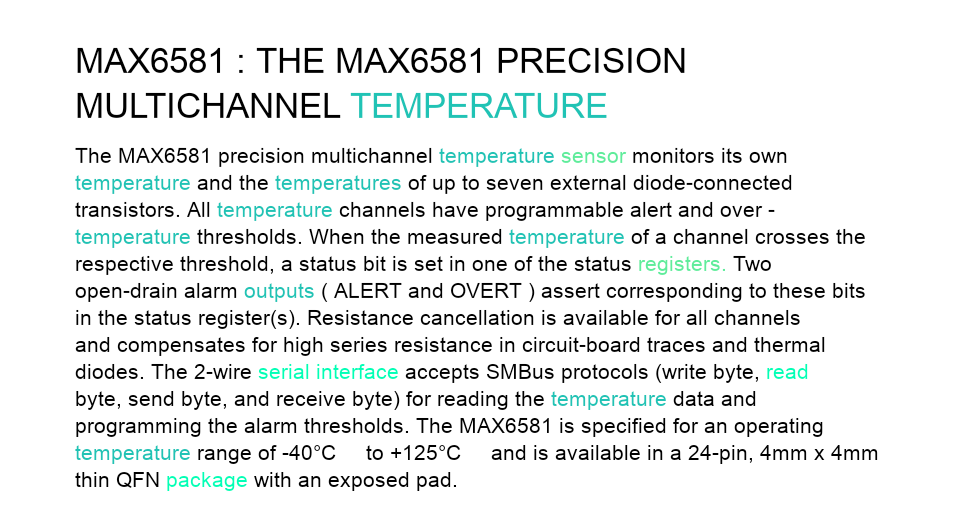 MAX6581 : THE MAX6581 PRECISION
MULTICHANNEL TEMPERATURE
The MAX6581 precision multichannel temperature sensor monitors its own
temperature and the temperatures of up to seven external diode-connected
transistors. All temperature channels have programmable alert and over -
temperature thresholds. When the measured temperature of a channel crosses the
respective threshold, a status bit is set in one of the status registers. Two
open-drain alarm outputs ( ALERT and OVERT ) assert corresponding to these bits
in the status register(s). Resistance cancellation is available for all channels
and compensates for high series resistance in circuit-board traces and thermal
diodes. The 2-wire serial interface accepts SMBus protocols (write byte, read
byte, send byte, and receive byte) for reading the temperature data and
programming the alarm thresholds. The MAX6581 is specified for an operating
temperature range of -40°C to +125°C and is available in a 24-pin, 4mm x 4mm
thin QFN package with an exposed pad.